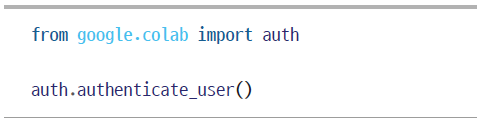 from google.colab import auth
auth.authenticate_user()